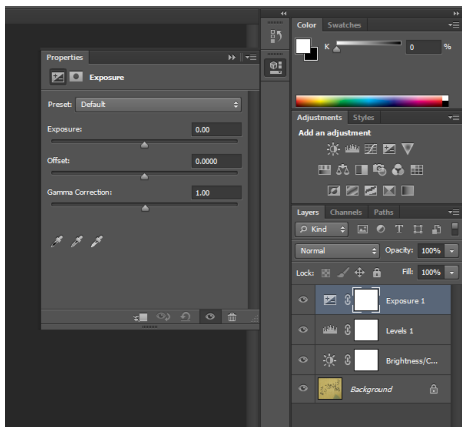 Properties
Exposure
Preset: Default
Exposure: 0.00
Offset: 0.0000
Gamma Correction: 1.00
Color Swatches
K 0 %
Adjustments Styles
Add an adjustment
Layers Channels Paths
Kind T
Normal Opacity: 100%
Lock: Fill: 100%
Exposure 1
Levels 1
Brightness/C...
Background